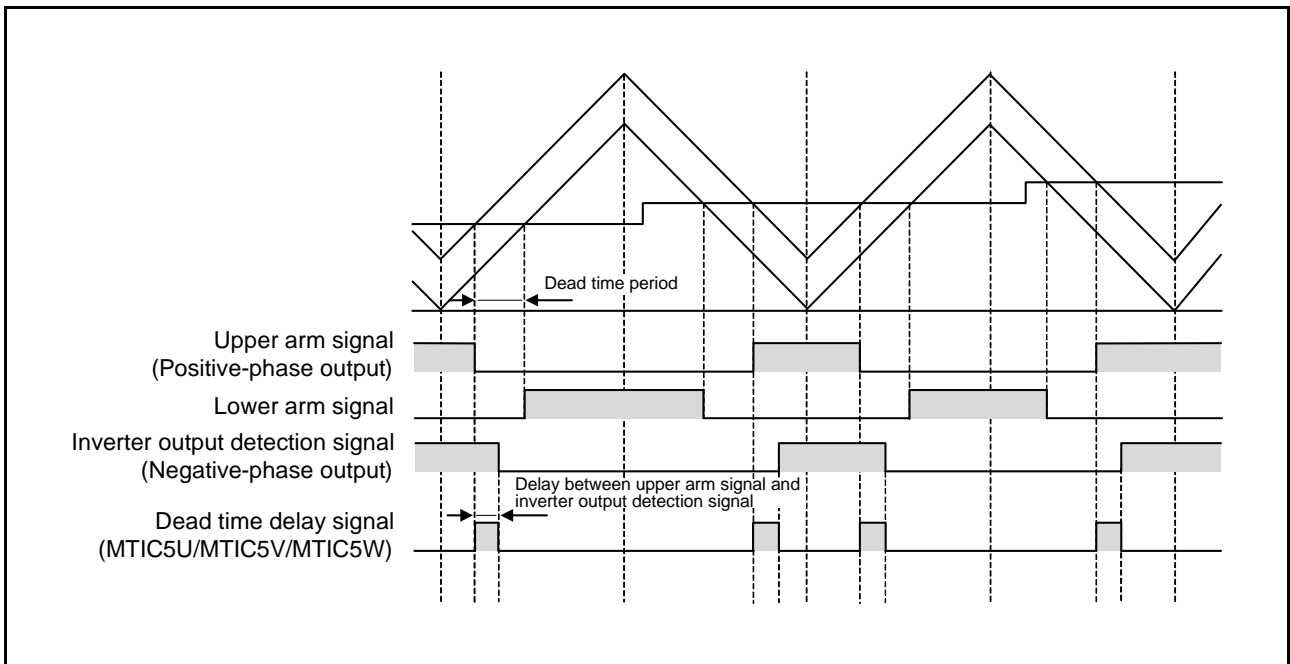 Dead time period
Upper arm signal
(Positive-phase output)
Lower arm signal
Inverter output detection signal
(Negative-phase output)
Delay between upper arm signal and
inverter output detection signal
Dead time delay signal
(MTIC5U/MTIC5V/MTIC5W)